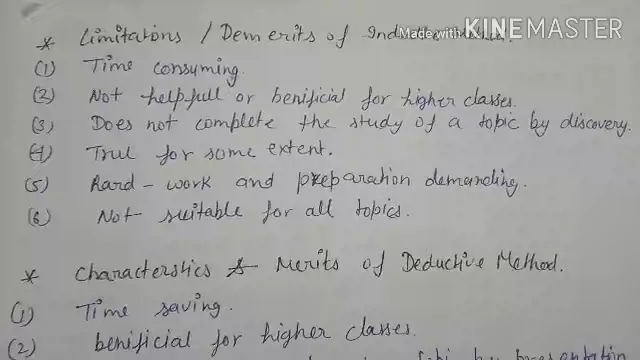 Made with KINEMASTER
* Limitatons / Demerits of
(1) Time consuming.
(2) Not helpfull or benificial for higher classes.
(3) Does not complete the study of a topic by discovery.
(4) True for some extent.
(5) Hard-work and preparation demanding.
(6) Not suitable for all topics.
* Characterstics & Merits of Deductive Method.
(1) Time saving.
(2) benificial for higher classes.